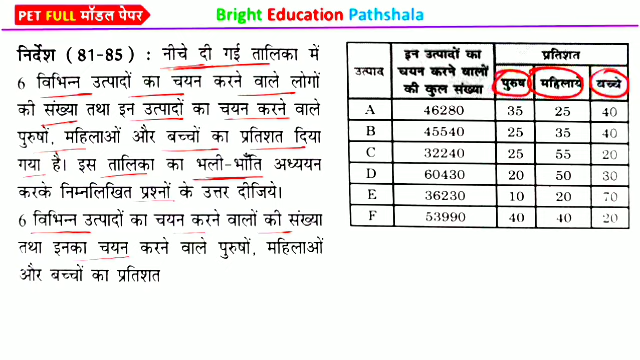 PET FULL मॉडल पेपर
Bright Education Pathshala
निर्देश (81-85) : नीचे दी गई तालिका में
6 विभिन्न उत्पादों का चयन करने वाले लोगों
की संख्या तथा इन उत्पादों का चयन करने वाले
पुरुषों, महिलाओं और बच्चों का प्रतिशत दिया
गया है। इस तालिका का भली-भाँति अध्ययन
करके निम्नलिखित प्रश्नों के उत्तर दीजिये।
6 विभिन्न उत्पादों का चयन करने वालों की संख्या
तथा इनका चयन करने वाले पुरुषों, महिलाओं
और बच्चों का प्रतिशत
उत्पाद इन उत्पादों का चयन करने वालों की कुल संख्या प्रतिशत
पुरुष महिलायें बच्चे
A 46280 35 25 40
B 45540 25 35 40
C 32240 25 55 20
D 60430 20 50 30
E 36230 10 20 70
F 53990 40 40 20